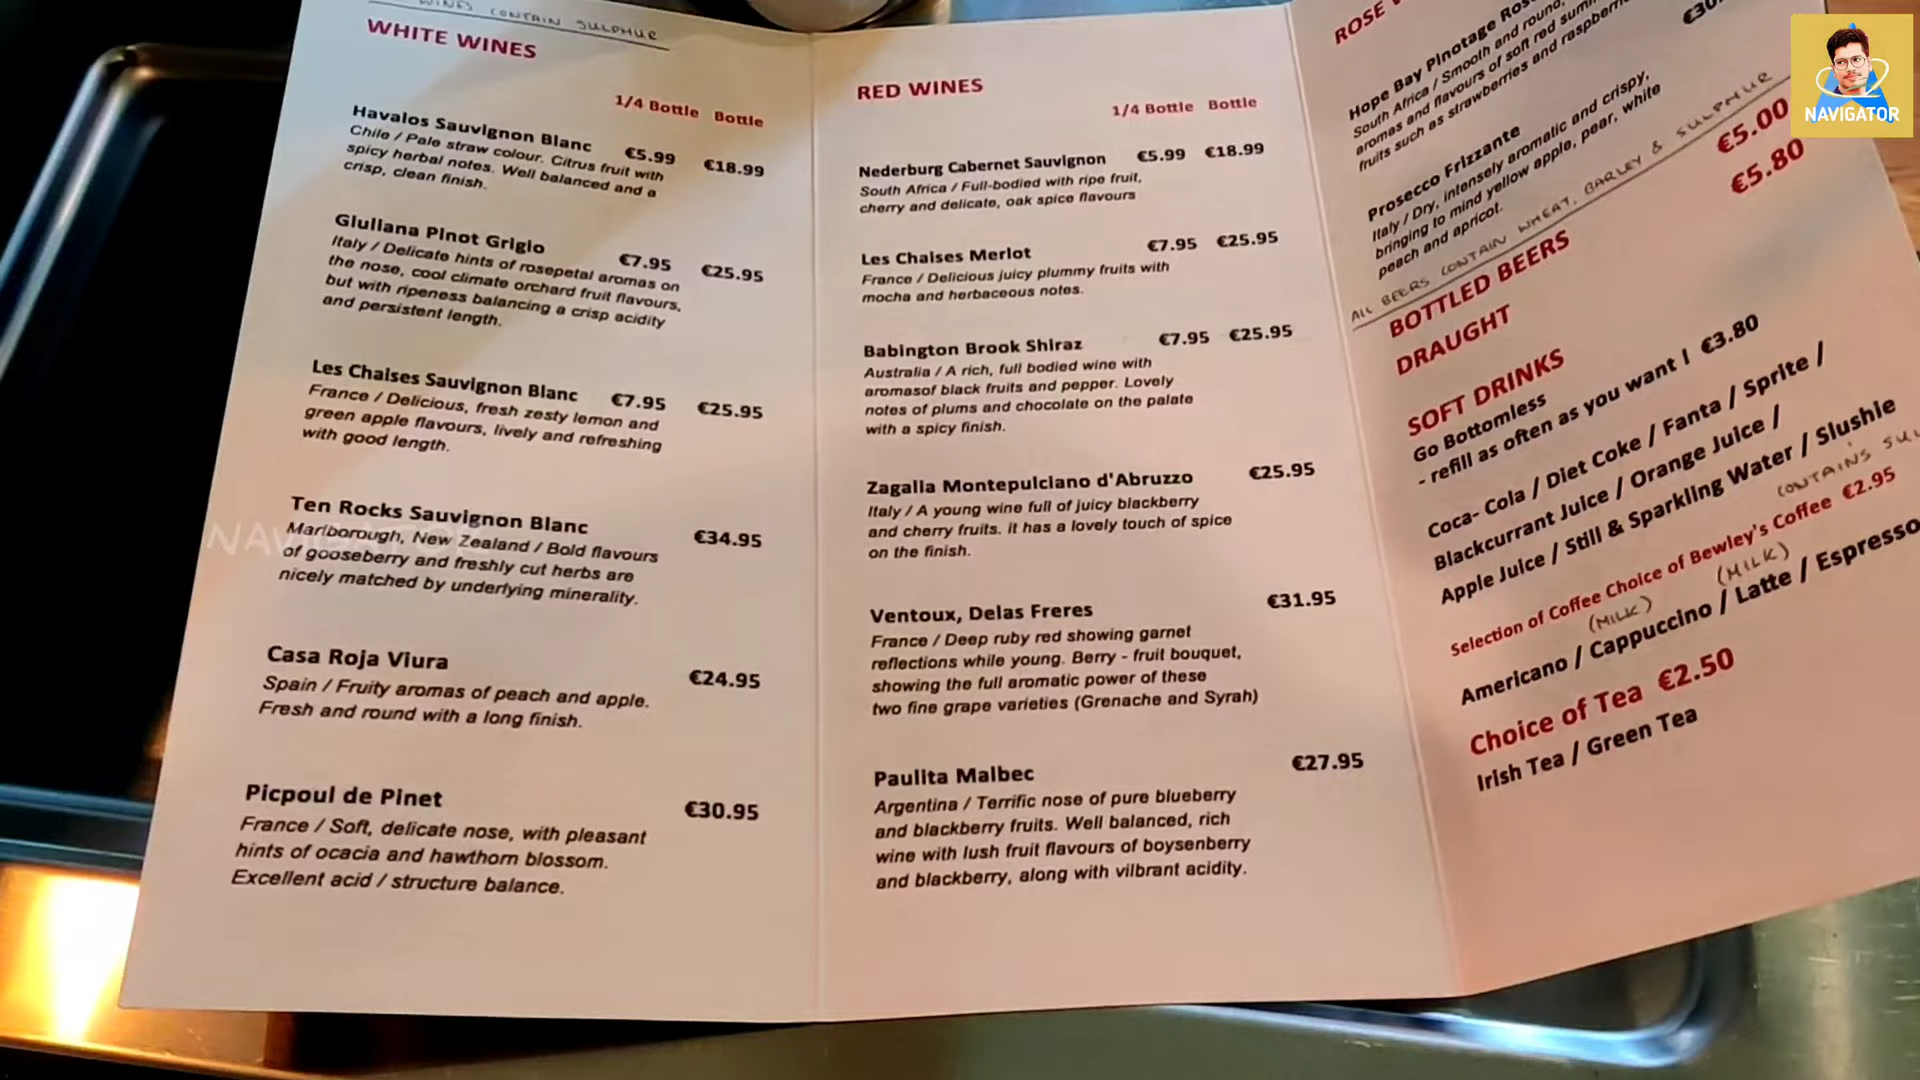 WINES CONTAIN SULPHUR
WHITE WINES
1/4 Bottle Bottle
Havalos Sauvignon Blanc €5.99 €18.99
Chile / Pale straw colour. Citrus fruit with
spicy herbal notes. Well balanced and a
crisp, clean finish.
Giuliana Pinot Grigio €7.95 €25.95
Italy / Delicate hints of rosepetal aromas on
the nose, cool climate orchard fruit flavours,
but with ripeness balancing a crisp acidity
and persistent length.
Les Chaises Sauvignon Blanc €7.95 €25.95
France / Delicious, fresh zesty lemon and
green apple flavours, lively and refreshing
with good length.
Ten Rocks Sauvignon Blanc €34.95
Marlborough, New Zealand / Bold flavours
of gooseberry and freshly cut herbs are
nicely matched by underlying minerality.
Casa Roja Viura €24.95
Spain / Fruity aromas of peach and apple.
Fresh and round with a long finish.
Picpoul de Pinet €30.95
France / Soft, delicate nose, with pleasant
hints of ocacia and hawthorn blossom.
Excellent acid / structure balance.
RED WINES
1/4 Bottle Bottle
Nederburg Cabernet Sauvignon €5.99 €18.99
South Africa / Full-bodied with ripe fruit,
cherry and delicate, oak spice flavours
Les Chaises Merlot €7.95 €25.95
France / Delicious juicy plummy fruits with
mocha and herbaceous notes.
Babington Brook Shiraz €7.95 €25.95
Australia / A rich, full bodied wine with
aromasof black fruits and pepper. Lovely
notes of plums and chocolate on the palate
with a spicy finish.
Zagalia Montepulciano d'Abruzzo €25.95
Italy / A young wine full of juicy blackberry
and cherry fruits. it has a lovely touch of spice
on the finish.
Ventoux, Delas Freres €31.95
France / Deep ruby red showing garnet
reflections while young. Berry - fruit bouquet,
showing the full aromatic power of these
two fine grape varieties (Grenache and Syrah)
Paulita Malbec €27.95
Argentina / Terrific nose of pure blueberry
and blackberry fruits. Well balanced, rich
wine with lush fruit flavours of boysenberry
and blackberry, along with vilbrant acidity.
ROSE
Hope Bay Pinotage €30
South Africa / Smooth and round,
aromas and flavours of soft red
fruits such as strawberries and
Prosecco Frizzante
Italy / Dry, intensely aromatic and crispy,
bringing to mind yellow apple, pear, white
peach and apricot.
ALL BEERS CONTAIN WHEAT, BARLEY & SULPHUR
BOTTLED BEERS €5.00
DRAUGHT €5.80
SOFT DRINKS
Go Bottomless
- refill as often as you want ! €3.80
Coca- Cola / Diet Coke / Fanta / Sprite /
Blackcurrant Juice / Orange Juice /
Apple Juice / Still & Sparkling Water / Slushie
(CONTAINS
Selection of Coffee Choice of Bewley's Coffee €2.95
(MILK) (MILK)
Americano / Cappuccino / Latte / Espresso
Choice of Tea €2.50
Irish Tea / Green Tea
NAVIGATOR
NAVIGATOR